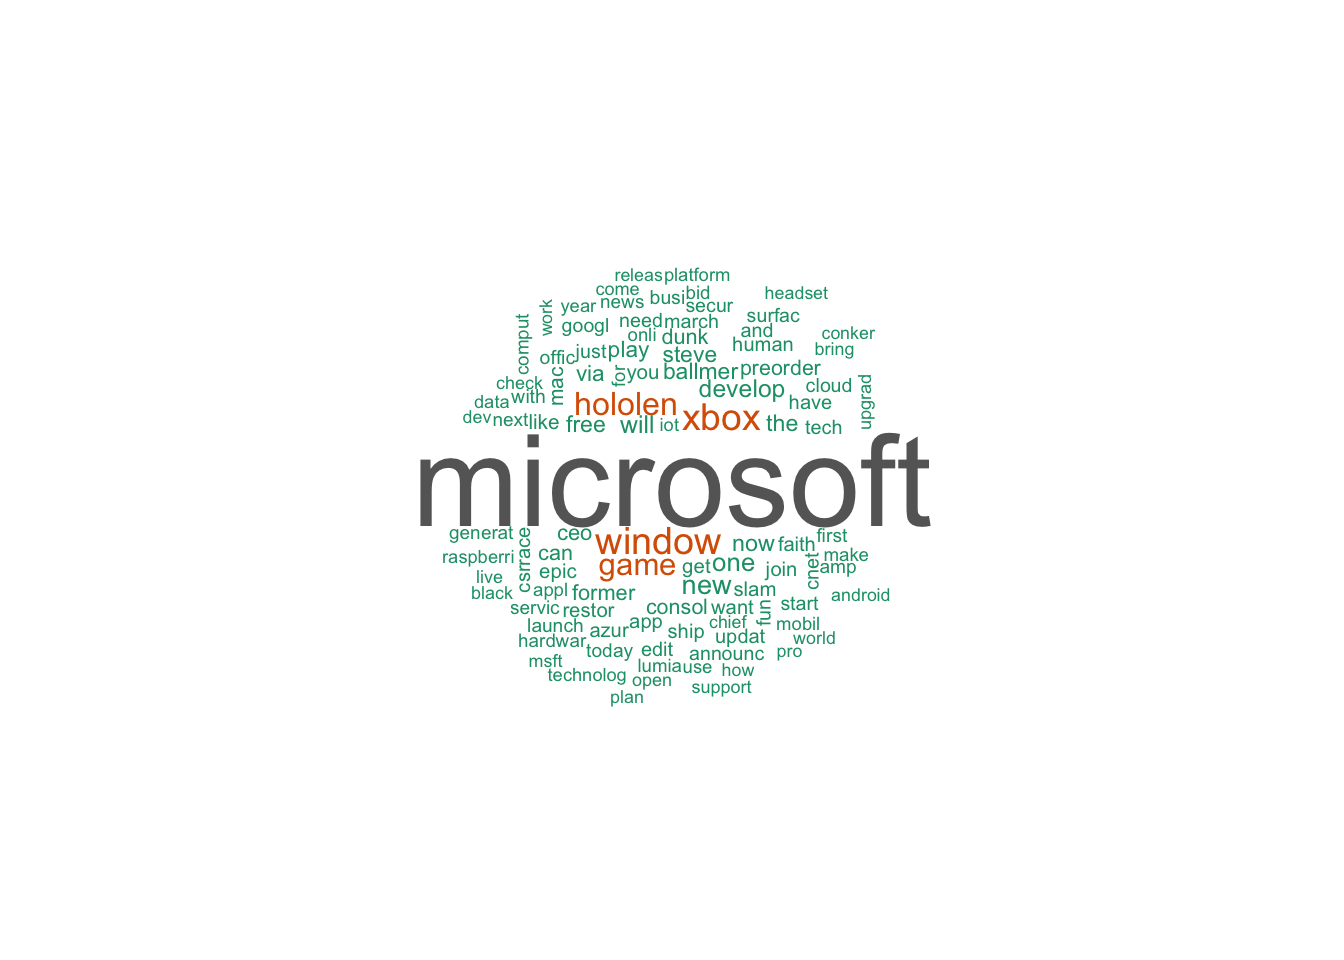 releas platform
come
year news busi bid headset
work secur
googl need march surfac
comput onli dunk and conker
offic just play steve human bring
mac via for you ballmer preorder
check develop cloud upgrad
data with hololen have
dev next like free will iot xbox the tech
microsoft
generat csrrace ceo window now faith first
raspberri can make
live epic game get one join cnet amp
black appl former new slam android
servic restor consol want fun start
launch azur app ship chief mobil
hardwar updat world
today edit announc pro
msft lumia use how
technolog open support
plan